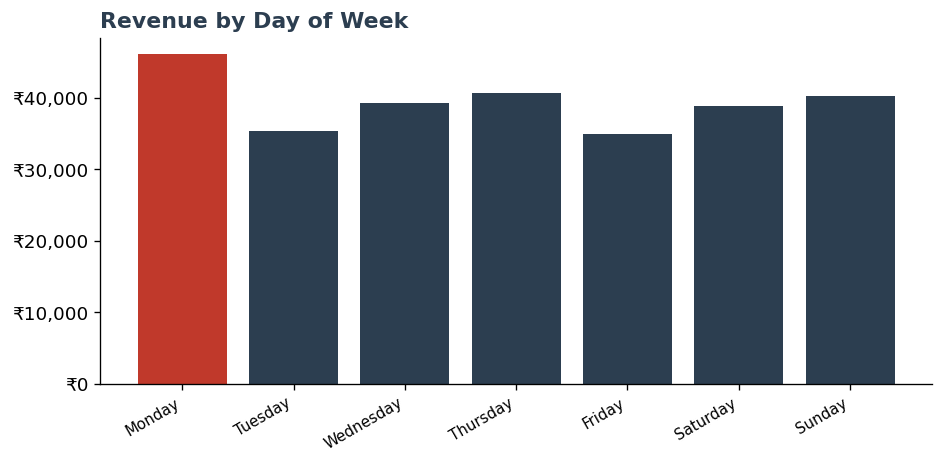 Revenue by Day of Week
₹40,000
₹30,000
₹20,000
₹10,000
₹0
Monday
Tuesday
Wednesday
Thursday
Friday
Saturday
Sunday